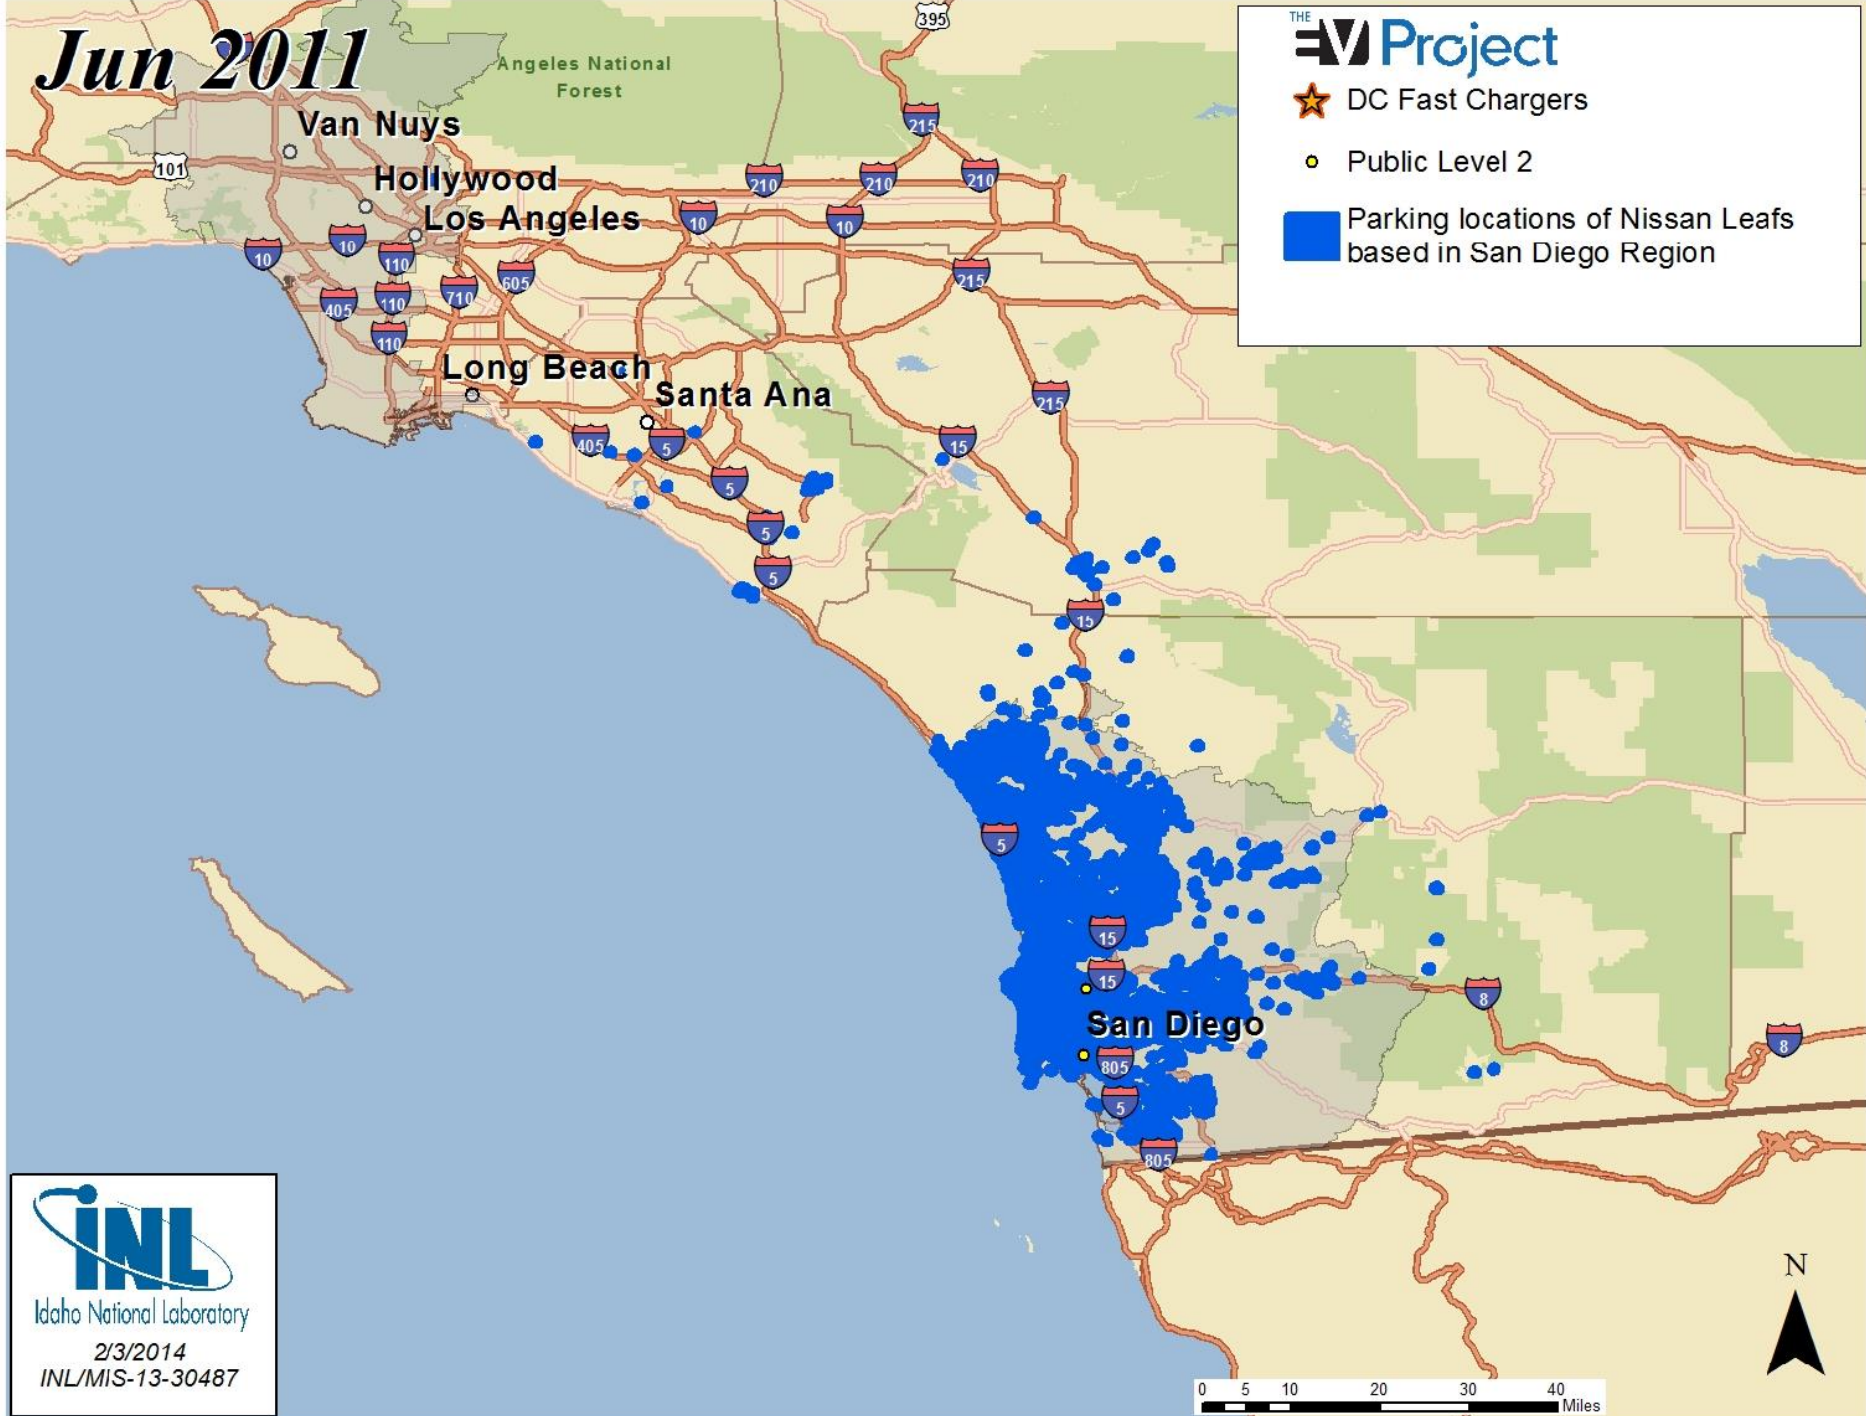 Jun 2011
395
Angeles National
Forest
THE
EV Project
DC Fast Chargers
Public Level 2
Parking locations of Nissan Leafs
based in San Diego Region
215
Van Nuys
101
Hollywood
210
210
210
Los Angeles
10
10
10
10
110
605
215
405
110
710
110
Long Beach
Santa Ana
215
405
5
15
5
5
5
15
5
15
15
8
San Diego
8
805
5
805
iNL
Idaho National Laboratory
2/3/2014
INL/MIS-13-30487
N
0 5 10 20 30 40
Miles